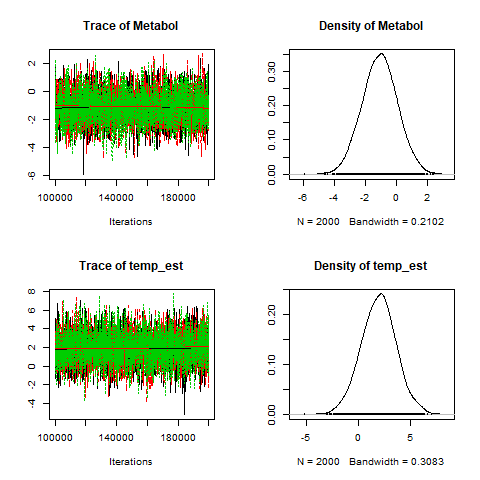 Trace of Metabol
2
0
-2
-4
-6
100000 140000 180000
Iterations
Density of Metabol
0.30
0.20
0.10
0.00
-6 -4 -2 0 2
N = 2000 Bandwidth = 0.2102
Trace of temp_est
8
6
4
2
0
-2
-4
100000 140000 180000
Iterations
Density of temp_est
0.20
0.10
0.00
-5 0 5
N = 2000 Bandwidth = 0.3083